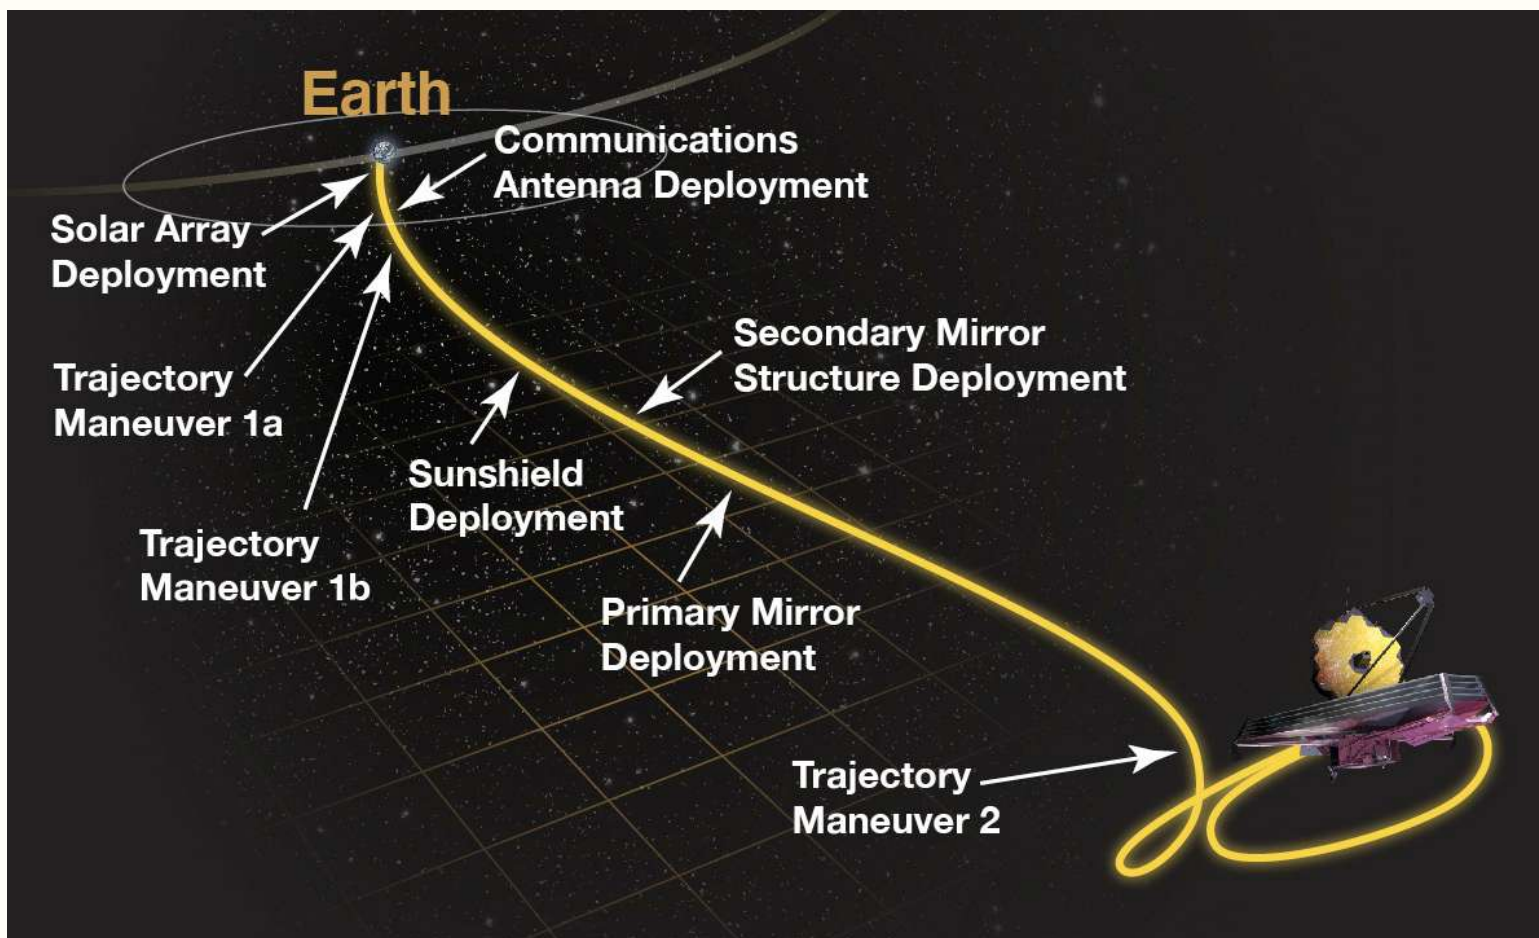 Earth
Communications
Antenna Deployment
Solar Array
Deployment
Trajectory
Maneuver 1a
Secondary Mirror
Structure Deployment
Sunshield
Deployment
Trajectory
Maneuver 1b
Primary Mirror
Deployment
Trajectory
Maneuver 2